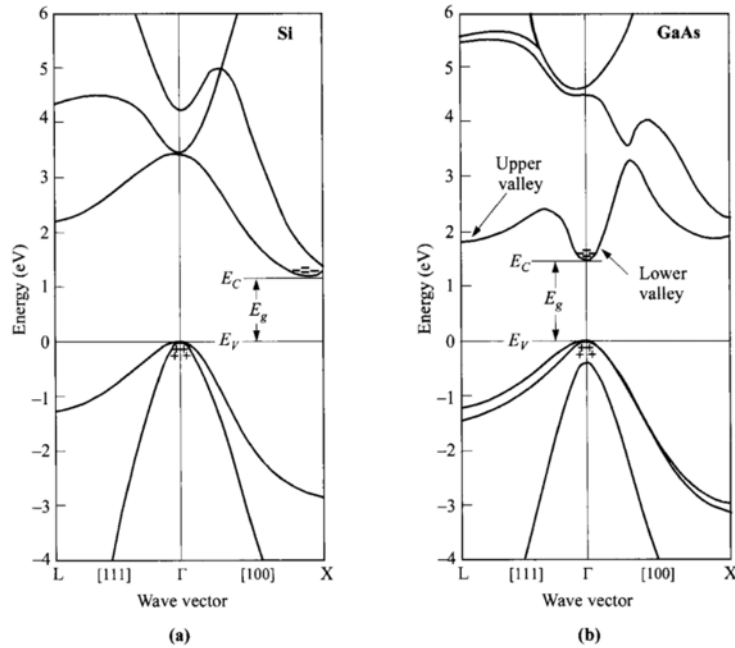 Si
Energy (eV)
6
5
4
3
2
1
0
−1
−2
−3
−4
E_C
E_g
E_V
L [111] Γ [100] X
Wave vector
(a)
GaAs
Energy (eV)
6
5
4
3
2
1
0
−1
−2
−3
−4
Upper
valley
E_C
Lower
valley
E_g
E_V
L [111] Γ [100] X
Wave vector
(b)